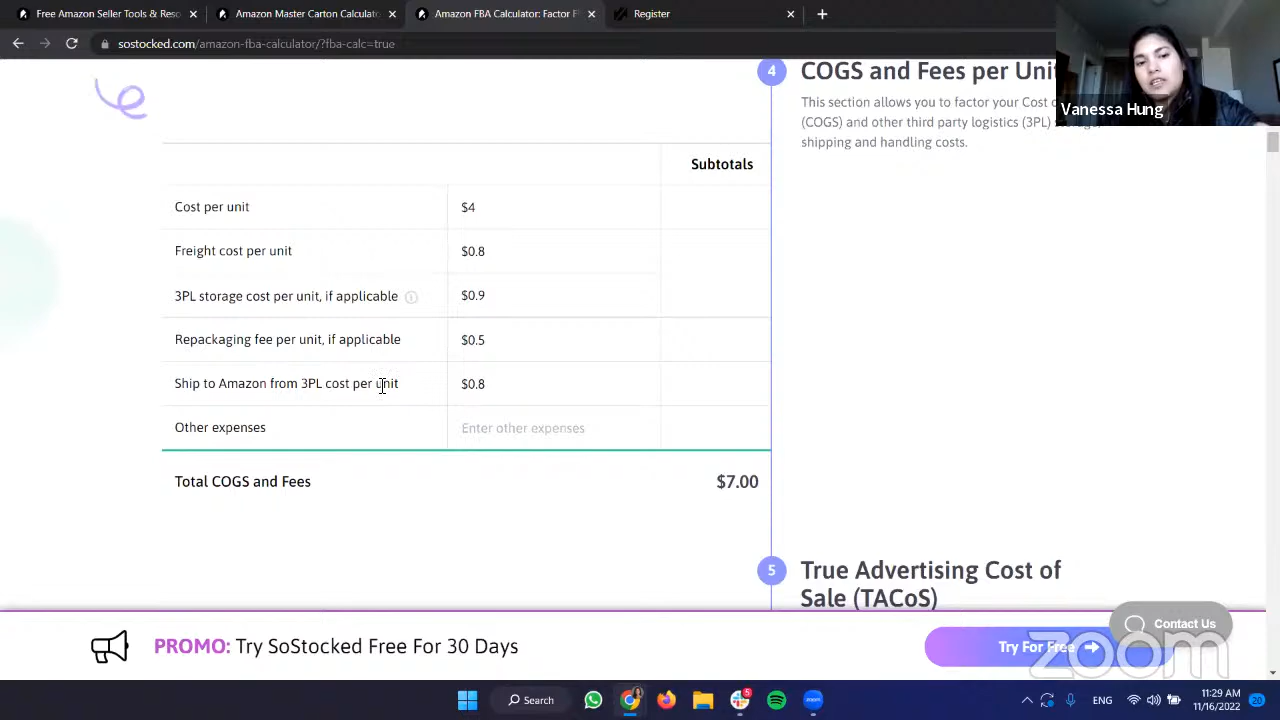 Free Amazon Seller Tools & Reso
Amazon Master Carton Calculato
Amazon FBA Calculator: Factor F
Register
sostocked.com/amazon-fba-calculator/?fba-calc=true
Vanessa Hung
4
COGS and Fees per Unit
This section allows you to factor your Cost o
(COGS) and other third party logistics (3PL) storage,
shipping and handling costs.
Subtotals
Cost per unit
$4
Freight cost per unit
$0.8
3PL storage cost per unit, if applicable
$0.9
Repackaging fee per unit, if applicable
$0.5
Ship to Amazon from 3PL cost per unit
$0.8
Other expenses
Enter other expenses
Total COGS and Fees
$7.00
5
True Advertising Cost of
Sale (TACoS)
PROMO: Try SoStocked Free For 30 Days
Try For Free
Contact Us
zoom
Search
5
ENG
11:29 AM
11/16/2022
20